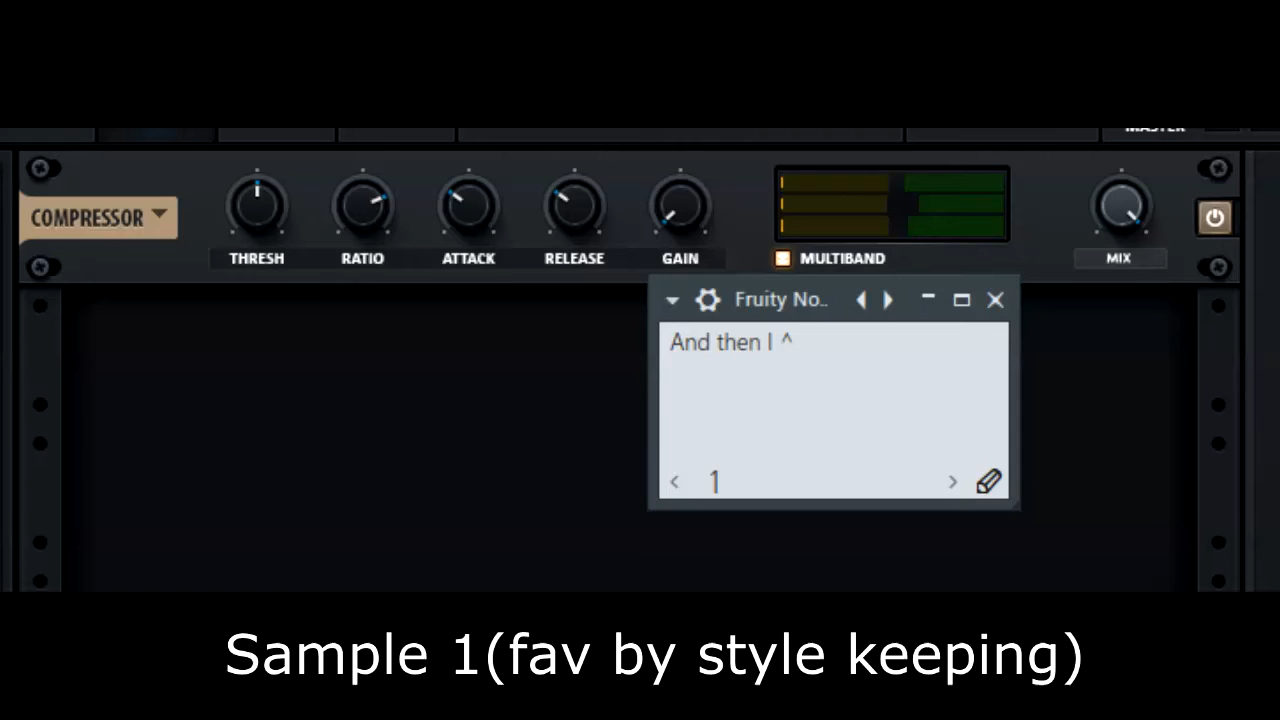 MASTER
COMPRESSOR
THRESH RATIO ATTACK RELEASE GAIN MULTIBAND MIX
Fruity No..
And then I ^
< 1 >
Sample 1(fav by style keeping)